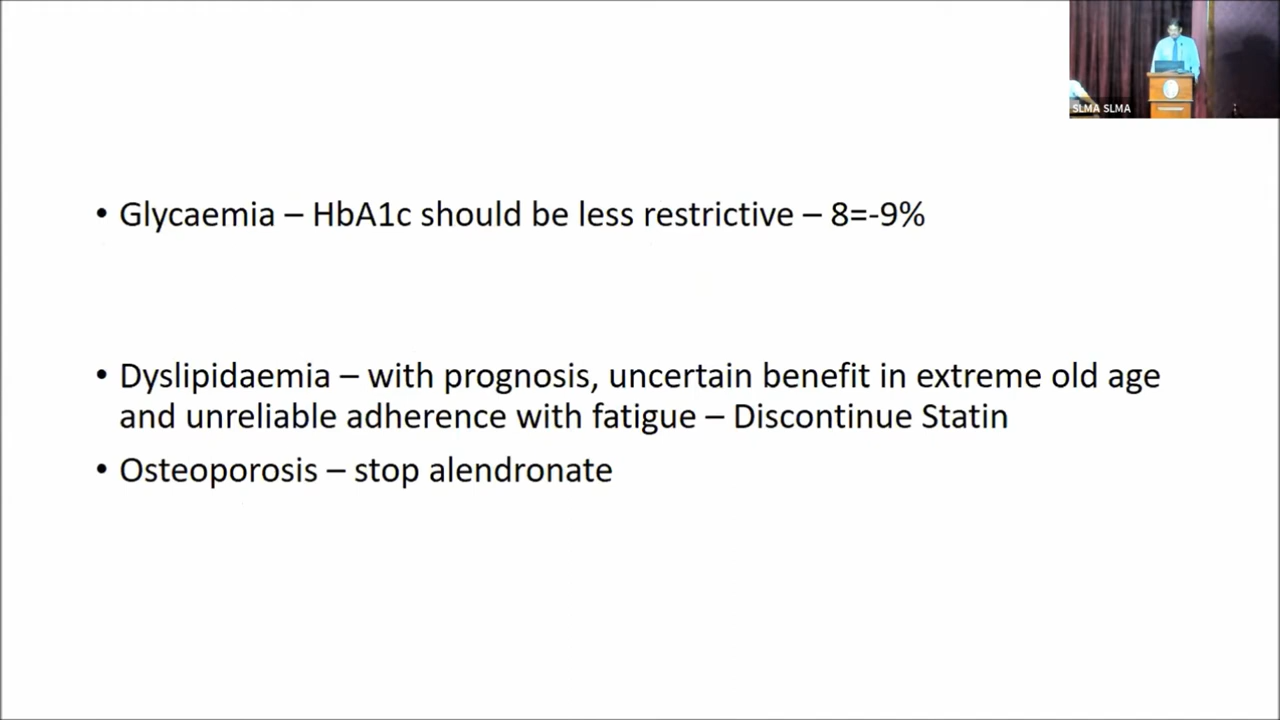 SLMA SLMA
• Glycaemia – HbA1c should be less restrictive – 8=-9%
• Dyslipidaemia – with prognosis, uncertain benefit in extreme old age
and unreliable adherence with fatigue – Discontinue Statin
• Osteoporosis – stop alendronate